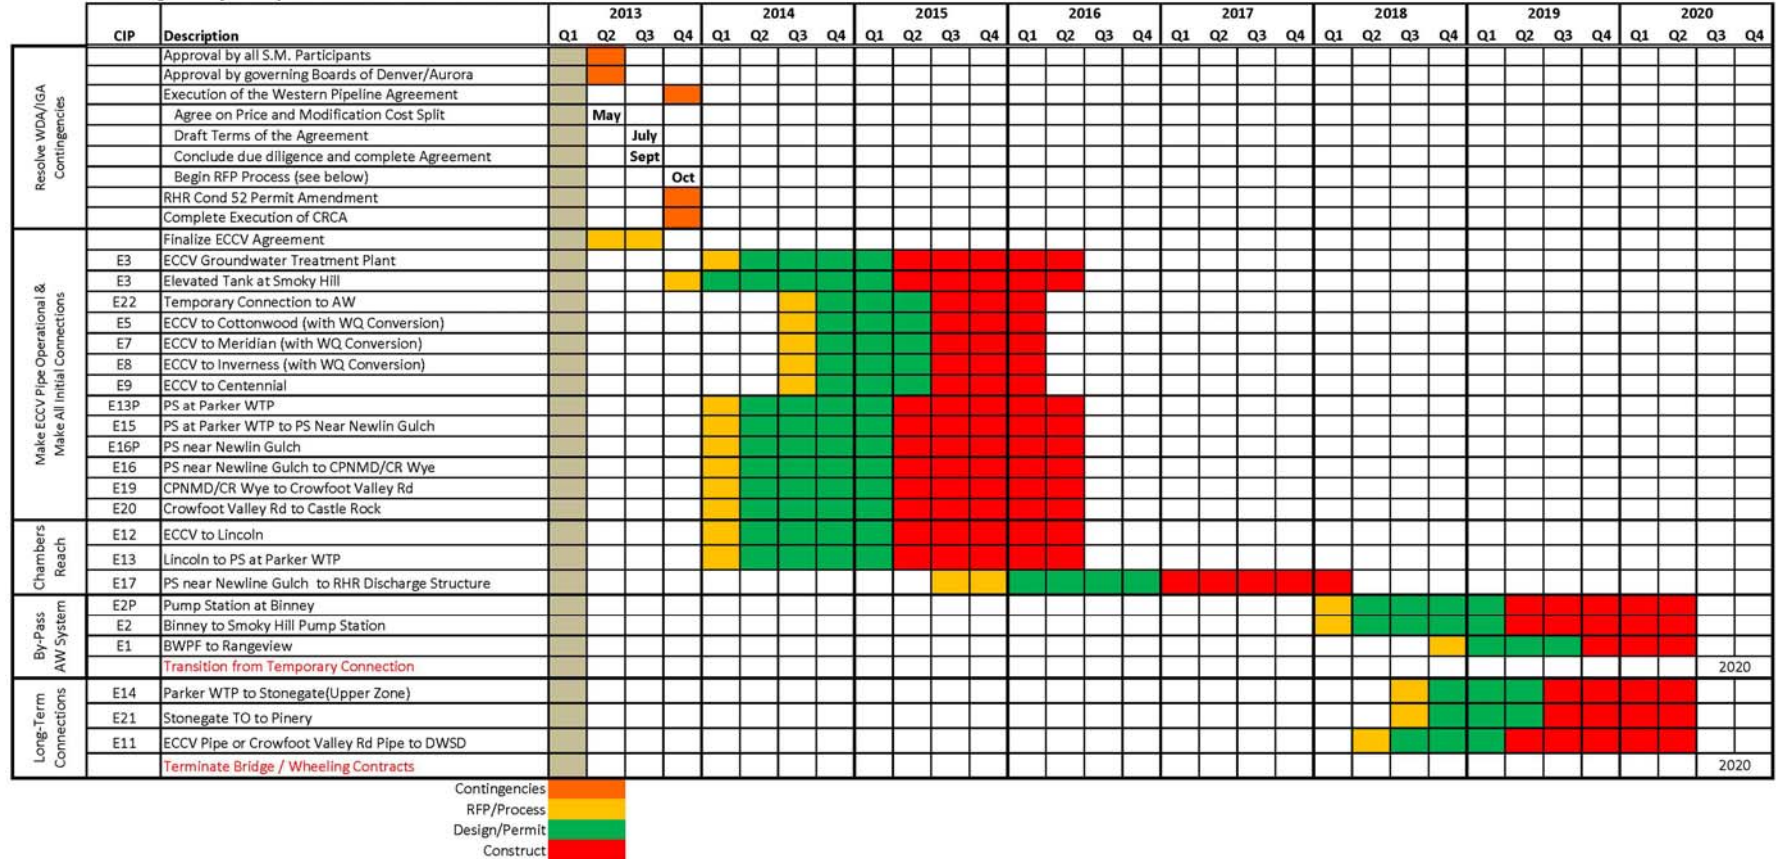 2013 2014 2015 2016 2017 2018 2019 2020
CIP Description Q1 Q2 Q3 Q4 Q1 Q2 Q3 Q4 Q1 Q2 Q3 Q4 Q1 Q2 Q3 Q4 Q1 Q2 Q3 Q4 Q1 Q2 Q3 Q4 Q1 Q2 Q3 Q4 Q1 Q2 Q3 Q4
Resolve WDA/IGA
Contingencies
Approval by all S.M. Participants
Approval by governing Boards of Denver/Aurora
Execution of the Western Pipeline Agreement
Agree on Price and Modification Cost Split May
Draft Terms of the Agreement July
Conclude due diligence and complete Agreement Sept
Begin RFP Process (see below) Oct
RHR Cond 52 Permit Amendment
Complete Execution of CRCA
Make ECCV Pipe Operational &
Make All Initial Connections
Finalize ECCV Agreement
E3 ECCV Groundwater Treatment Plant
E3 Elevated Tank at Smoky Hill
E22 Temporary Connection to AW
E5 ECCV to Cottonwood (with WQ Conversion)
E7 ECCV to Meridian (with WQ Conversion)
E8 ECCV to Inverness (with WQ Conversion)
E9 ECCV to Centennial
E13P PS at Parker WTP
E15 PS at Parker WTP to PS Near Newlin Gulch
E16P PS near Newlin Gulch
E16 PS near Newline Gulch to CPNMD/CR Wye
E19 CPNMD/CR Wye to Crowfoot Valley Rd
E20 Crowfoot Valley Rd to Castle Rock
Chambers
Reach
E12 ECCV to Lincoln
E13 Lincoln to PS at Parker WTP
E17 PS near Newline Gulch to RHR Discharge Structure
By-Pass
AW System
E2P Pump Station at Binney
E2 Binney to Smoky Hill Pump Station
E1 BWPF to Rangeview
Transition from Temporary Connection 2020
Long-Term
Connections
E14 Parker WTP to Stonegate(Upper Zone)
E21 Stonegate TO to Pinery
E11 ECCV Pipe or Crowfoot Valley Rd Pipe to DWSD
Terminate Bridge / Wheeling Contracts 2020
Contingencies
RFP/Process
Design/Permit
Construct